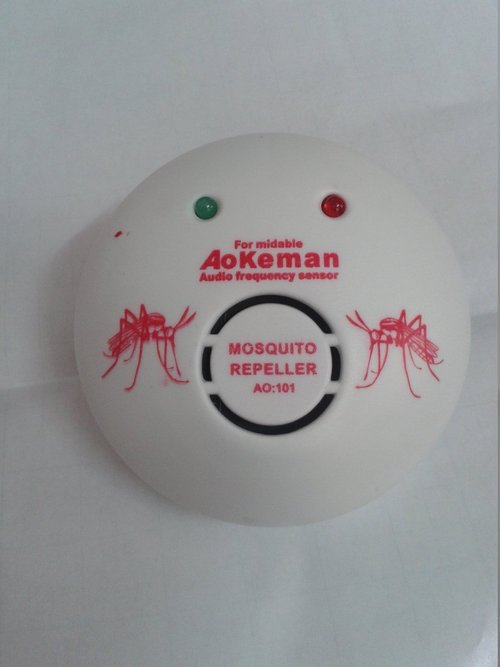 For midable
AoKeman
Audio frequency sensor
MOSQUITO
REPELLER
AO:101